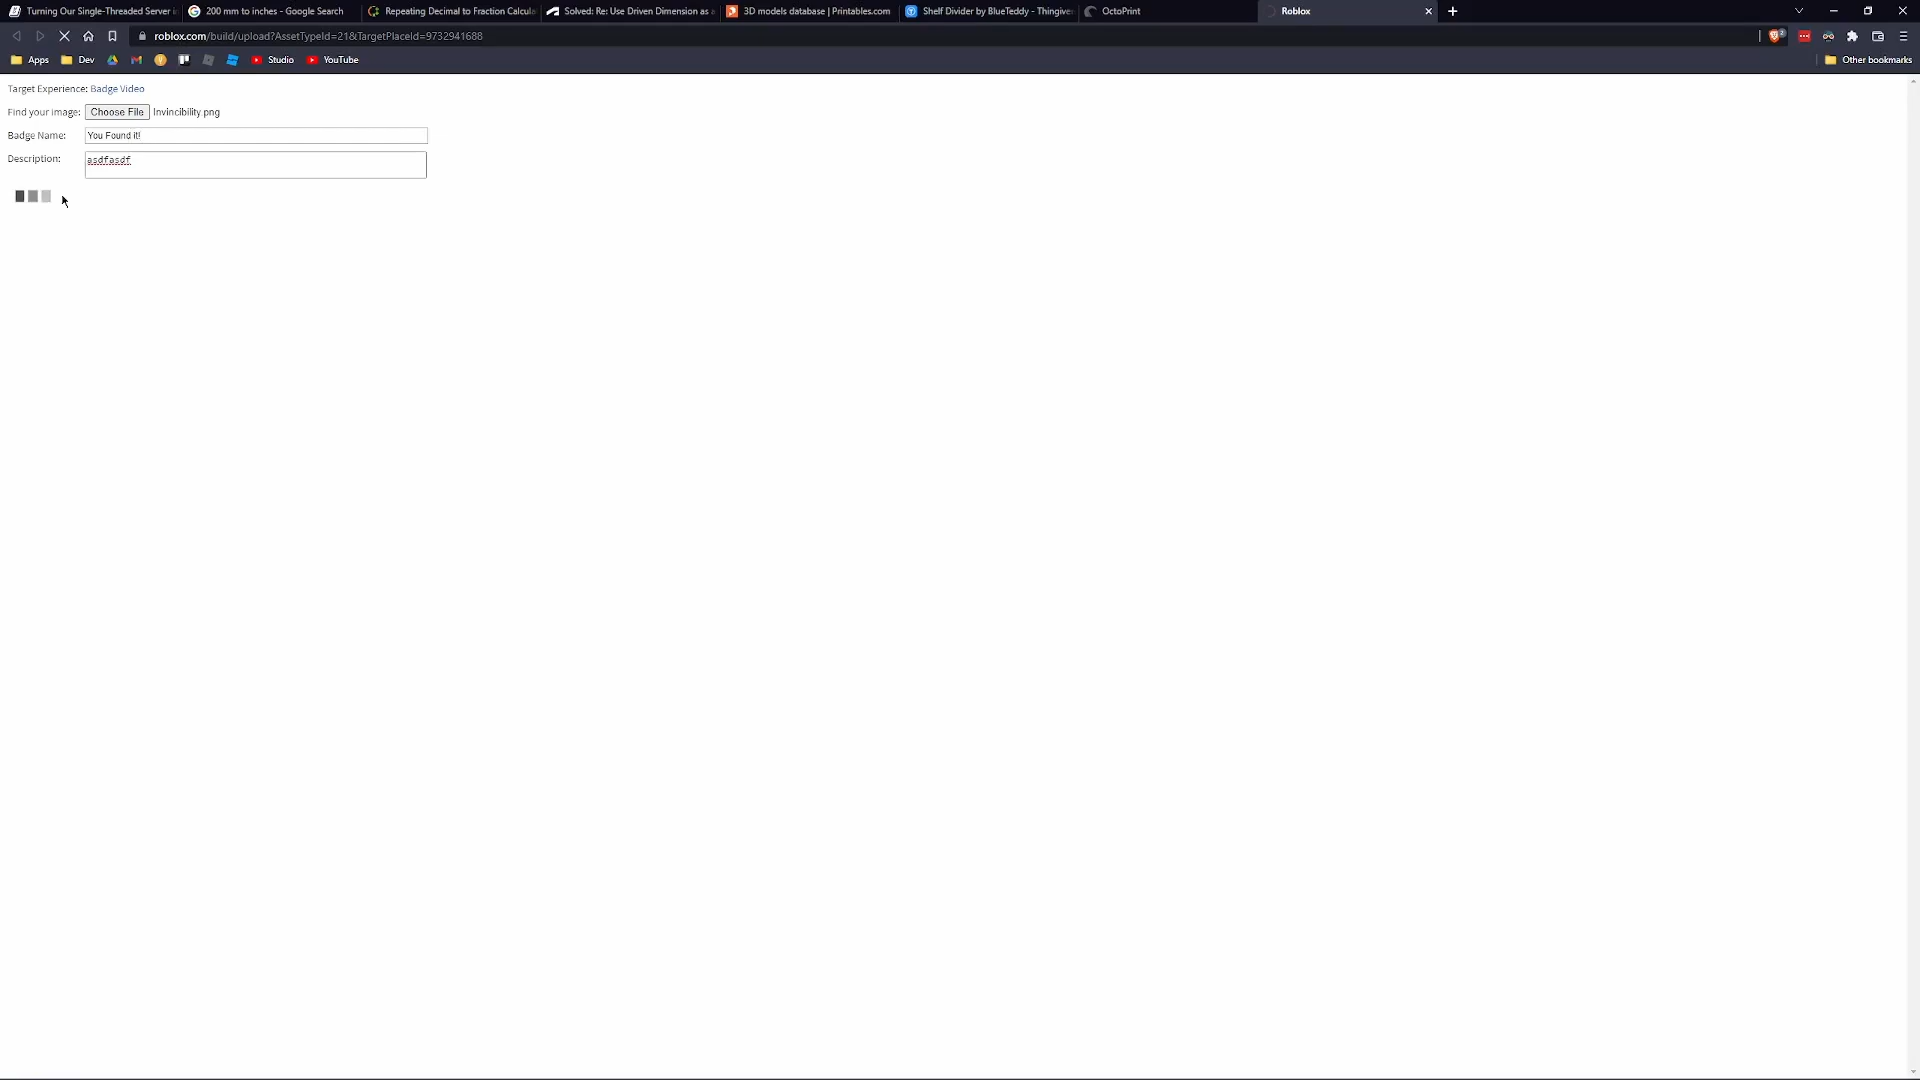 Turning Our Single-Threaded Server i
200 mm to inches - Google Search
Repeating Decimal to Fraction Calcula
Solved: Re: Use Driven Dimension as a
3D models database | Printables.com
Shelf Divider by BlueTeddy - Thingiver
OctoPrint
Roblox
roblox.com/build/upload?AssetTypeId=21&TargetPlaceId=9732941688
Apps
Dev
Studio
YouTube
Other bookmarks
Target Experience: Badge Video
Find your image: Choose File Invincibility.png
Badge Name: You Found it!
Description: asdfasdf